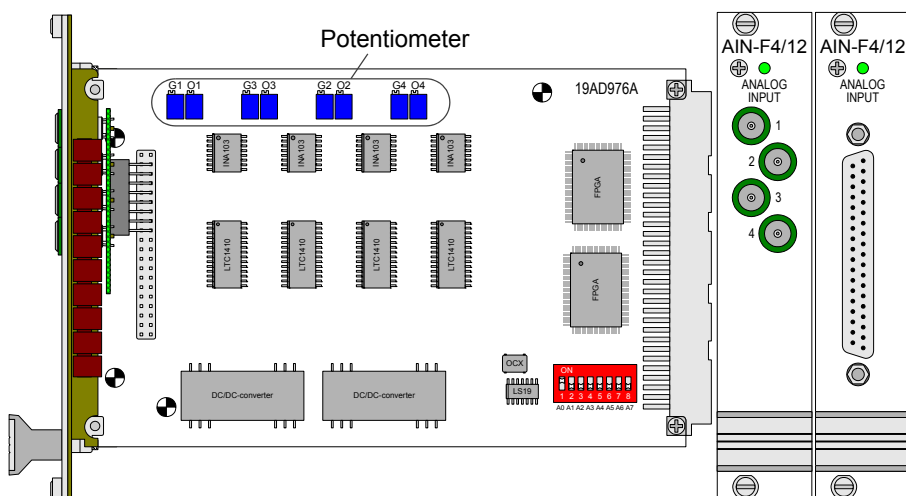 Potentiometer
G1 O1 G3 O3 G2 O2 G4 O4
19AD976A
INA103 INA103 INA103 INA103
FPGA
LTC1410 LTC1410 LTC1410 LTC1410
FPGA
DC/DC-converter DC/DC-converter
OCX
LS19
ON
1 2 3 4 5 6 7 8
A0 A1 A2 A3 A4 A5 A6 A7
AIN-F4/12
ANALOG
INPUT
1
2
3
4
AIN-F4/12
ANALOG
INPUT